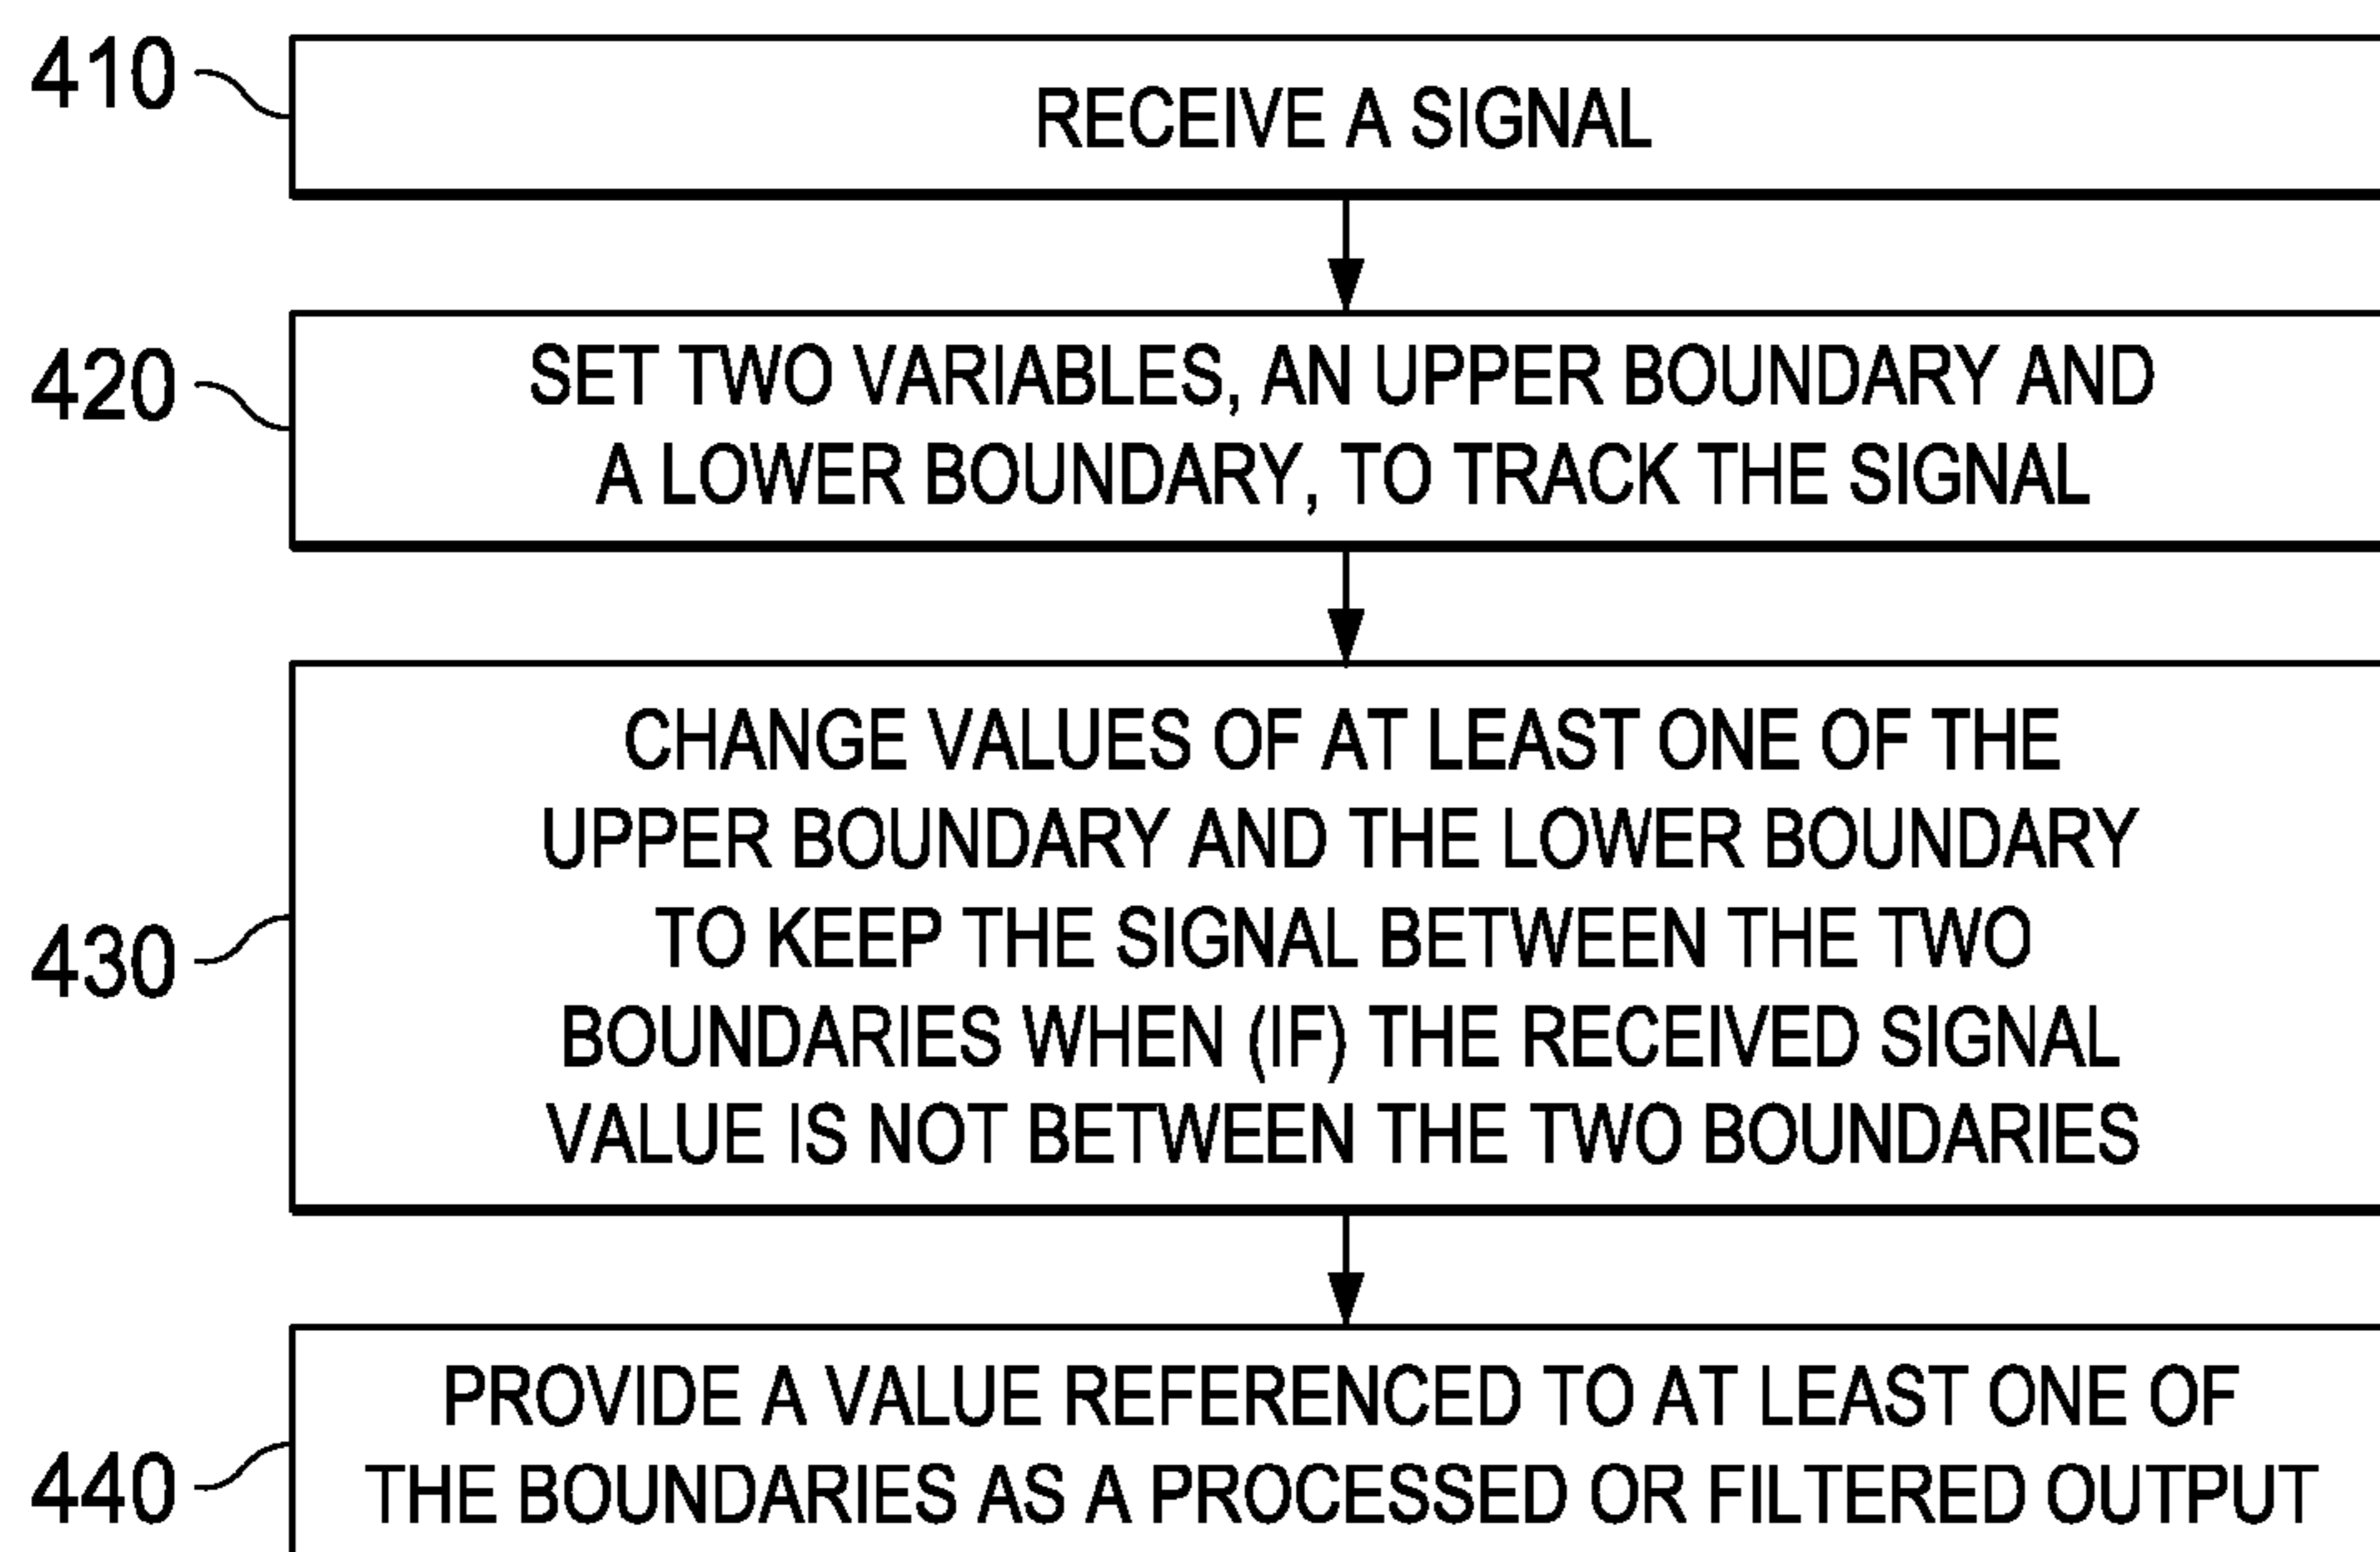 410
RECEIVE A SIGNAL
420
SET TWO VARIABLES, AN UPPER BOUNDARY AND
A LOWER BOUNDARY, TO TRACK THE SIGNAL
430
CHANGE VALUES OF AT LEAST ONE OF THE
UPPER BOUNDARY AND THE LOWER BOUNDARY
TO KEEP THE SIGNAL BETWEEN THE TWO
BOUNDARIES WHEN (IF) THE RECEIVED SIGNAL
VALUE IS NOT BETWEEN THE TWO BOUNDARIES
440
PROVIDE A VALUE REFERENCED TO AT LEAST ONE OF
THE BOUNDARIES AS A PROCESSED OR FILTERED OUTPUT